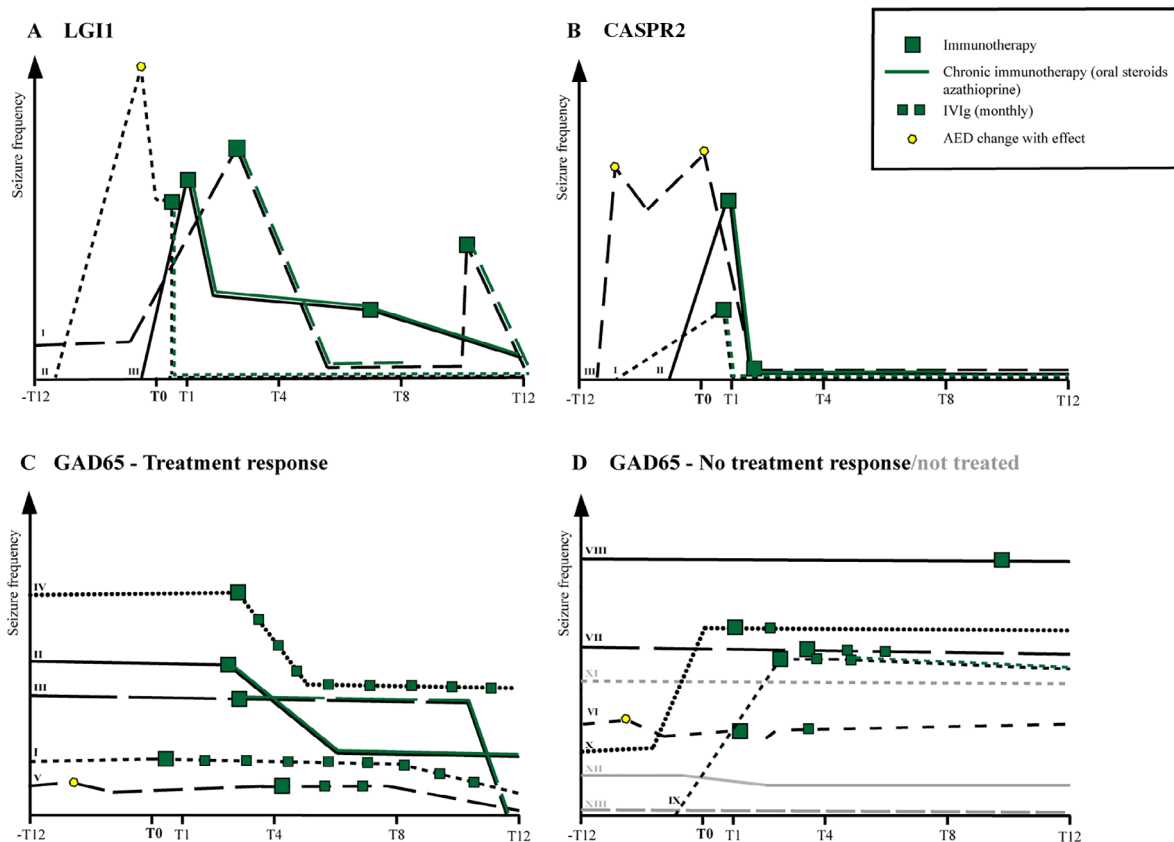 A LGI1
B CASPR2
Immunotherapy
Chronic immunotherapy (oral steroids
azathioprine)
IVIg (monthly)
AED change with effect
Seizure frequency
I
II
III
-T12
T0
T1
T4
T8
T12
Seizure frequency
III
I
II
-T12
T0
T1
T4
T8
T12
C GAD65 - Treatment response
D GAD65 - No treatment response/not treated
Seizure frequency
IV
II
III
I
V
-T12
T0
T1
T4
T8
T12
Seizure frequency
VIII
VII
XI
VI
X
XII
XIII
IX
-T12
T0
T1
T4
T8
T12